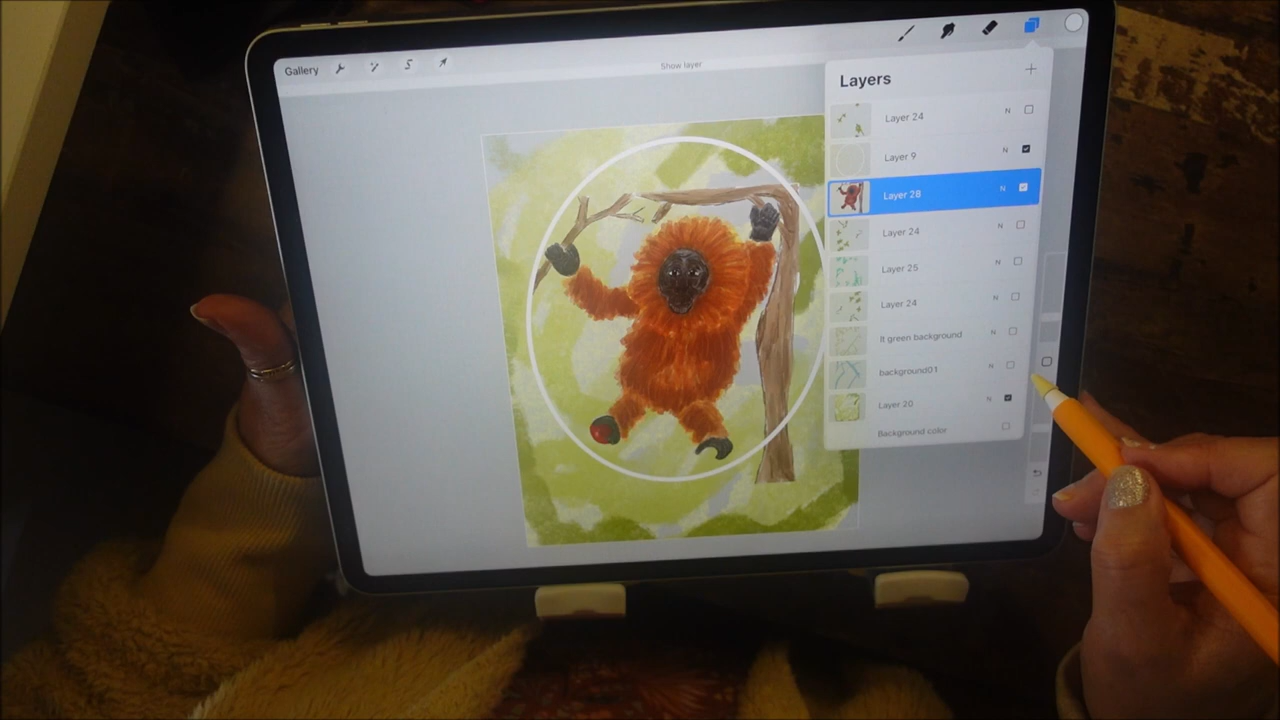 Gallery
Show layer
Layers
Layer 24 N
Layer 9 N
Layer 28 N
Layer 24 N
Layer 25 N
Layer 24 N
lt green background N
background01 N
Layer 20 N
Background color